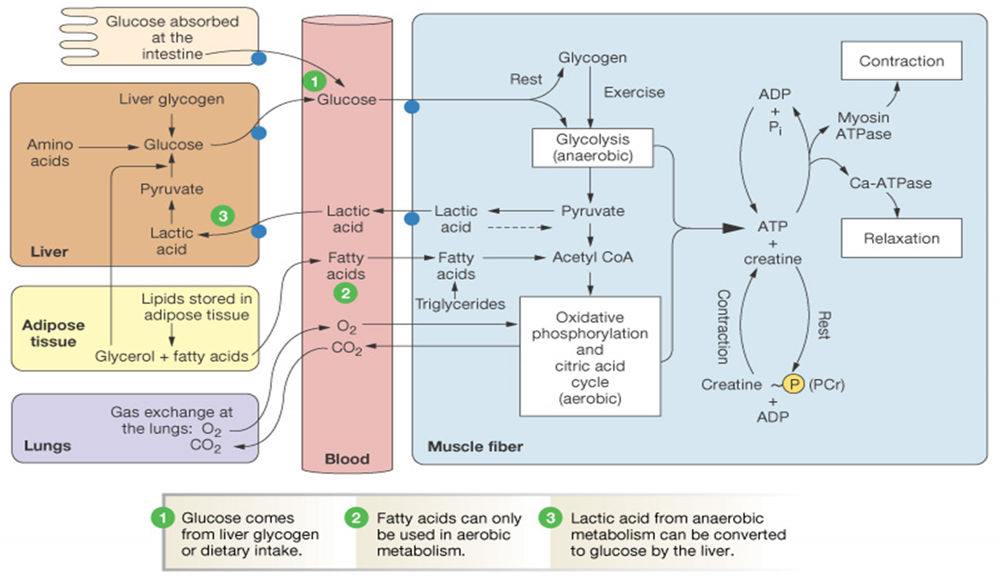 Glucose absorbed
at the
intestine
Liver glycogen
Amino
acids
Glucose
Pyruvate
Lactic
acid
3
Liver
Lipids stored in
adipose tissue
Adipose
tissue
Glycerol + fatty acids
Gas exchange at
the lungs: O2
CO2
Lungs
1
Glucose
Lactic
acid
Fatty
acids
2
O2
CO2
Blood
Rest
Glycogen
Exercise
Glycolysis
(anaerobic)
Lactic
acid
Pyruvate
Fatty
acids
Acetyl CoA
Triglycerides
Oxidative
phosphorylation
and
citric acid
cycle
(aerobic)
Muscle fiber
ADP
+
Pi
Contraction
Myosin
ATPase
Ca-ATPase
Relaxation
ATP
+
creatine
Contraction
Rest
Creatine ~ P (PCr)
+
ADP
1 Glucose comes
from liver glycogen
or dietary intake.
2 Fatty acids can only
be used in aerobic
metabolism.
3 Lactic acid from anaerobic
metabolism can be converted
to glucose by the liver.